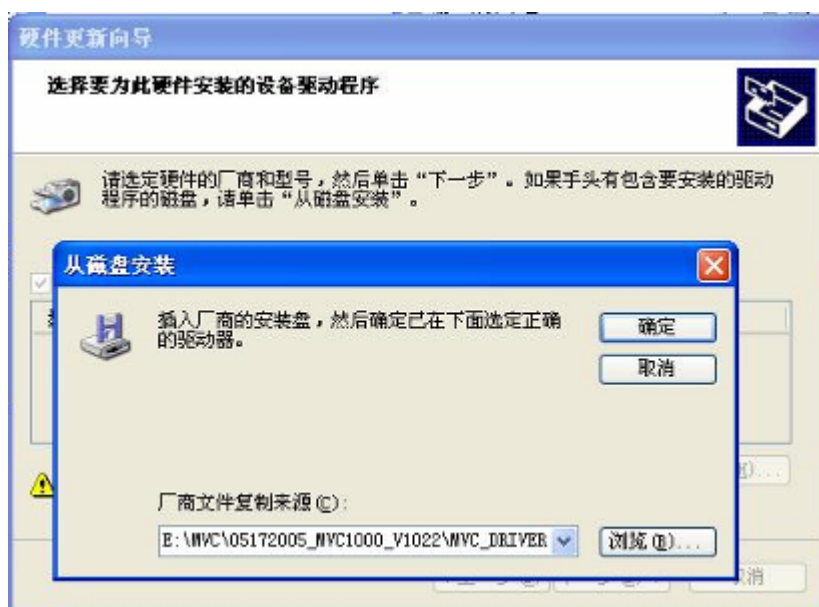 硬件更新向导
选择要为此硬件安装的设备驱动程序
请选定硬件的厂商和型号，然后单击“下一步”。如果手头有包含要安装的驱动
程序的磁盘，请单击“从磁盘安装”。
从磁盘安装
插入厂商的安装盘，然后确定已在下面选定正确
的驱动器。
确定
取消
厂商文件复制来源(C):
E:\MVC\05172005_MVC1000_V1022\MVC_DRIVER
浏览(B)...
取消